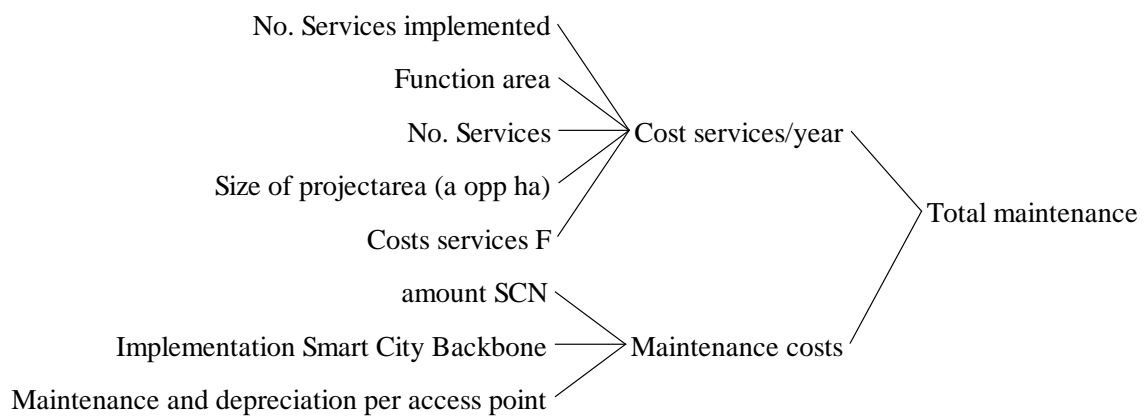 No. Services implemented
Function area
No. Services
Size of projectarea (a opp ha)
Costs services F
Cost services/year
amount SCN
Implementation Smart City Backbone
Maintenance and depreciation per access point
Maintenance costs
Total maintenance